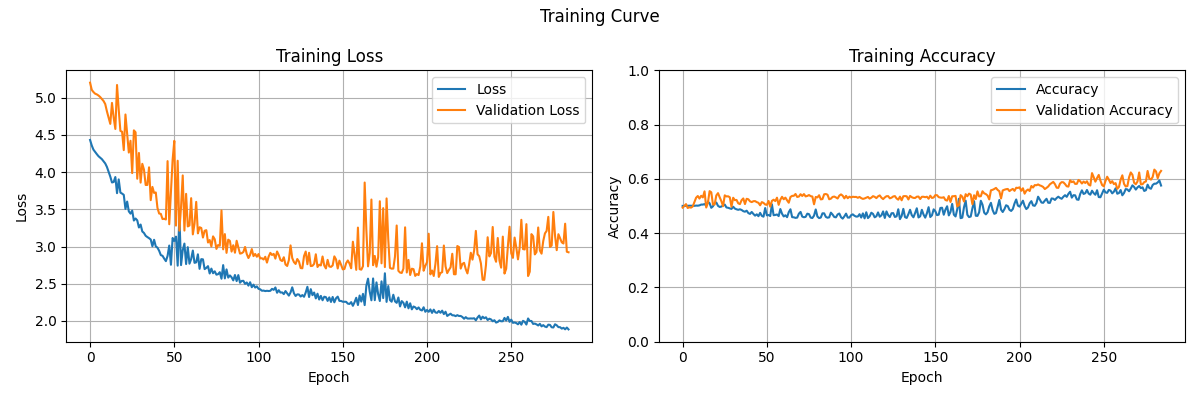 Training Curve
Training Loss
Loss
Validation Loss
5.0
4.5
4.0
3.5
3.0
2.5
2.0
Loss
0
50
100
150
200
250
Epoch
Training Accuracy
Accuracy
Validation Accuracy
1.0
0.8
0.6
0.4
0.2
0.0
Accuracy
0
50
100
150
200
250
Epoch